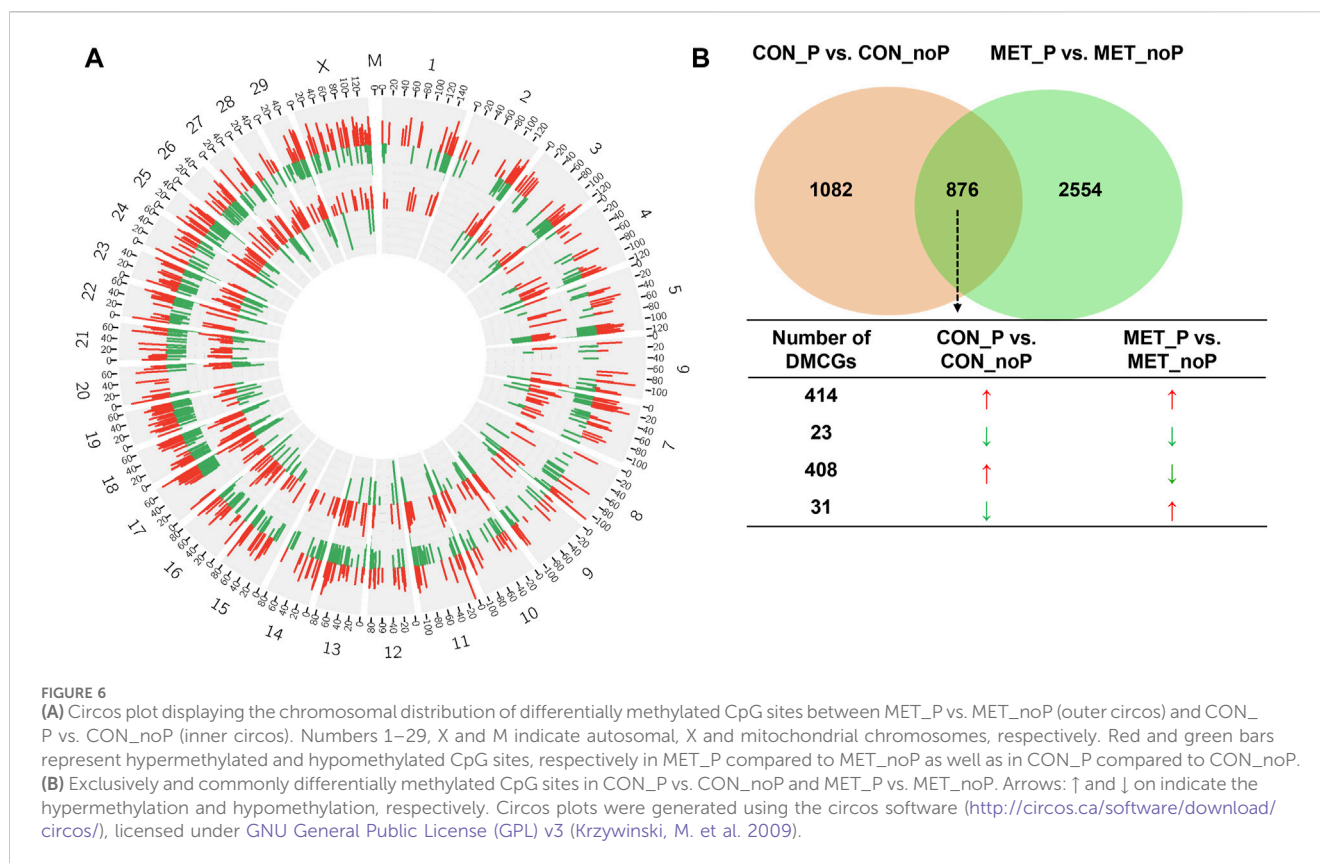 A
M
1
2
3
4
5
6
7
8
9
10
11
12
13
14
15
16
17
18
19
20
21
22
23
24
25
26
27
28
29
X
B
CON_P vs. CON_noP MET_P vs. MET_noP
1082 876 2554
Number of CON_P vs. MET_P vs.
DMCGs CON_noP MET_noP
414 ↑ ↑
23 ↓ ↓
408 ↑ ↓
31 ↓ ↑
FIGURE 6
(A) Circos plot displaying the chromosomal distribution of differentially methylated CpG sites between MET_P vs. MET_noP (outer circos) and CON_
P vs. CON_noP (inner circos). Numbers 1–29, X and M indicate autosomal, X and mitochondrial chromosomes, respectively. Red and green bars
represent hypermethylated and hypomethylated CpG sites, respectively in MET_P compared to MET_noP as well as in CON_P compared to CON_noP.
(B) Exclusively and commonly differentially methylated CpG sites in CON_P vs. CON_noP and MET_P vs. MET_noP. Arrows: ↑ and ↓ on indicate the
hypermethylation and hypomethylation, respectively. Circos plots were generated using the circos software (http://circos.ca/software/download/
circos/), licensed under GNU General Public License (GPL) v3 (Krzywinski, M. et al. 2009).